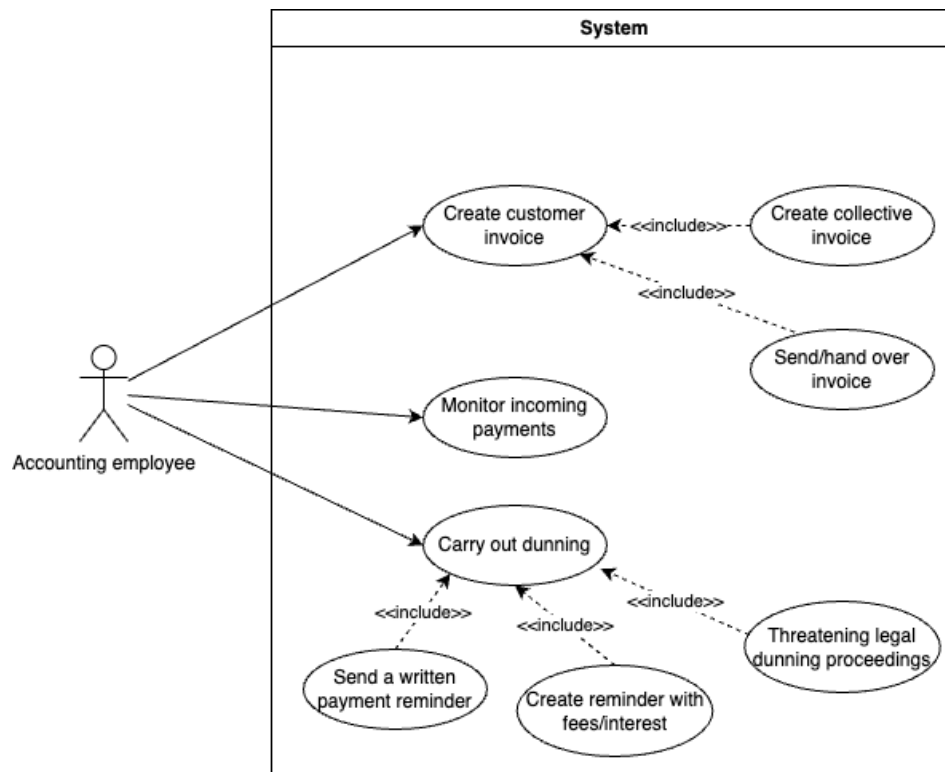 System
Create customer
invoice
<<include>>
Create collective
invoice
<<include>>
Send/hand over
invoice
Monitor incoming
payments
Accounting employee
Carry out dunning
<<include>>
<<include>>
<<include>>
Threatening legal
dunning proceedings
Send a written
payment reminder
Create reminder with
fees/interest